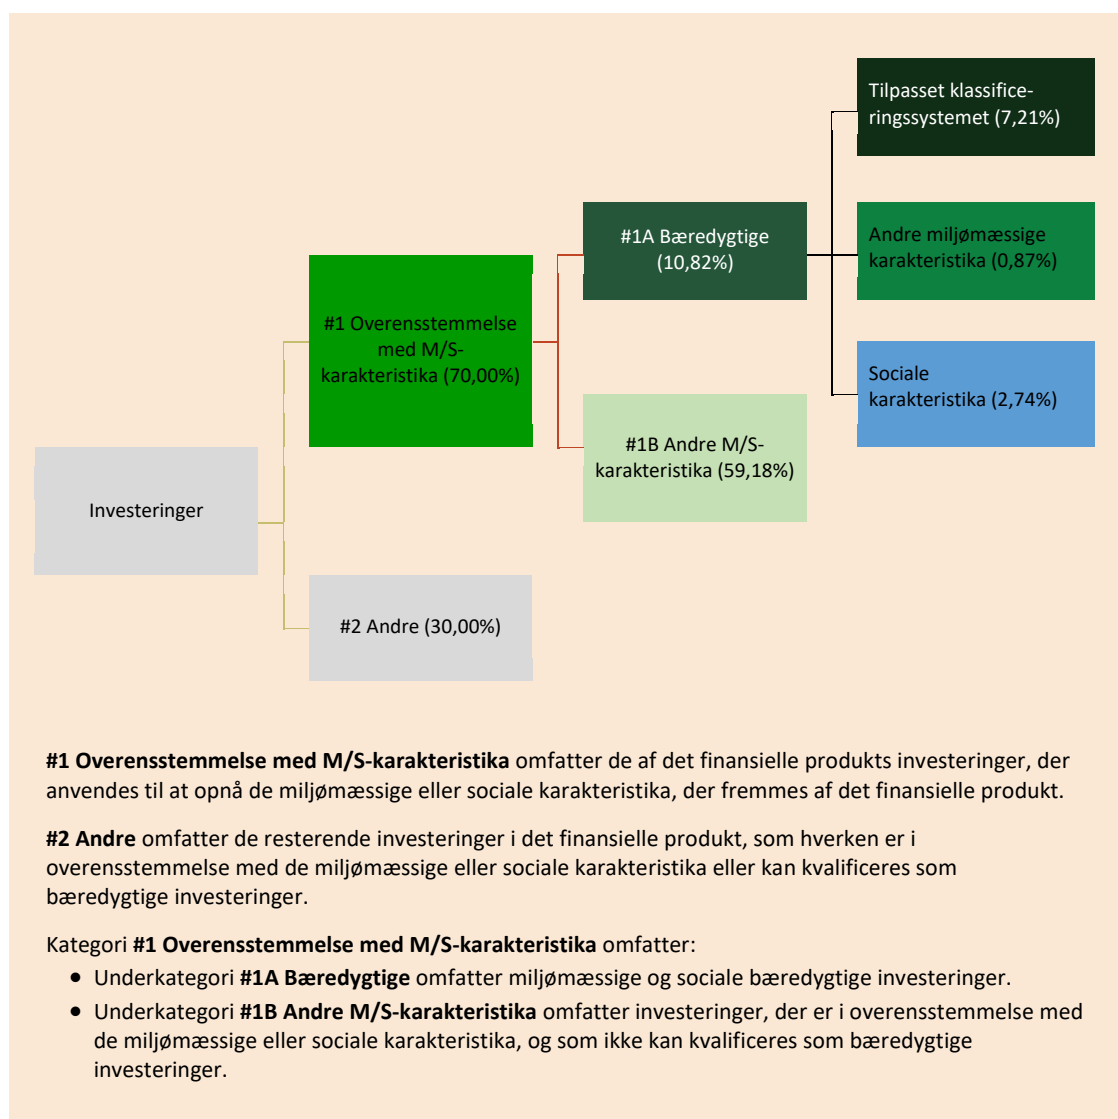 Tilpasset klassifice-
ringssystemet (7,21%)
#1A Bæredygtige
(10,82%)
Andre miljømæssige
karakteristika (0,87%)
#1 Overensstemmelse
med M/S-
karakteristika (70,00%)
Sociale
karakteristika (2,74%)
#1B Andre M/S-
karakteristika (59,18%)
Investeringer
#2 Andre (30,00%)
#1 Overensstemmelse med M/S-karakteristika omfatter de af det finansielle produkts investeringer, der
anvendes til at opnå de miljømæssige eller sociale karakteristika, der fremmes af det finansielle produkt.
#2 Andre omfatter de resterende investeringer i det finansielle produkt, som hverken er i
overensstemmelse med de miljømæssige eller sociale karakteristika eller kan kvalificeres som
bæredygtige investeringer.
Kategori #1 Overensstemmelse med M/S-karakteristika omfatter:
• Underkategori #1A Bæredygtige omfatter miljømæssige og sociale bæredygtige investeringer.
• Underkategori #1B Andre M/S-karakteristika omfatter investeringer, der er i overensstemmelse med
de miljømæssige eller sociale karakteristika, og som ikke kan kvalificeres som bæredygtige
investeringer.